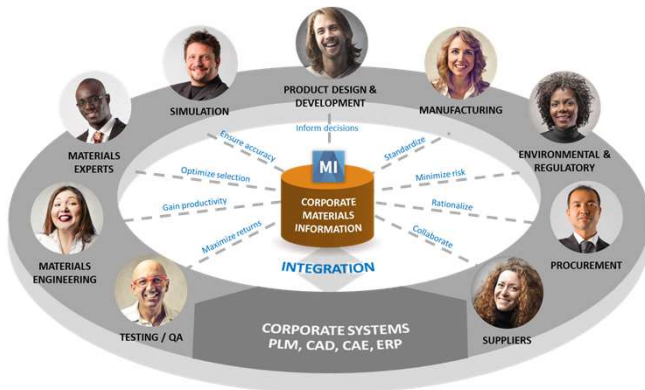 PRODUCT DESIGN &
DEVELOPMENT
SIMULATION
MANUFACTURING
MATERIALS
EXPERTS
ENVIRONMENTAL &
REGULATORY
MATERIALS
ENGINEERING
PROCUREMENT
TESTING / QA
SUPPLIERS
Inform decisions
Ensure accuracy
Standardize
Optimize selection
Minimize risk
Gain productivity
Rationalize
Maximize returns
Collaborate
MI
CORPORATE
MATERIALS
INFORMATION
INTEGRATION
CORPORATE SYSTEMS
PLM, CAD, CAE, ERP